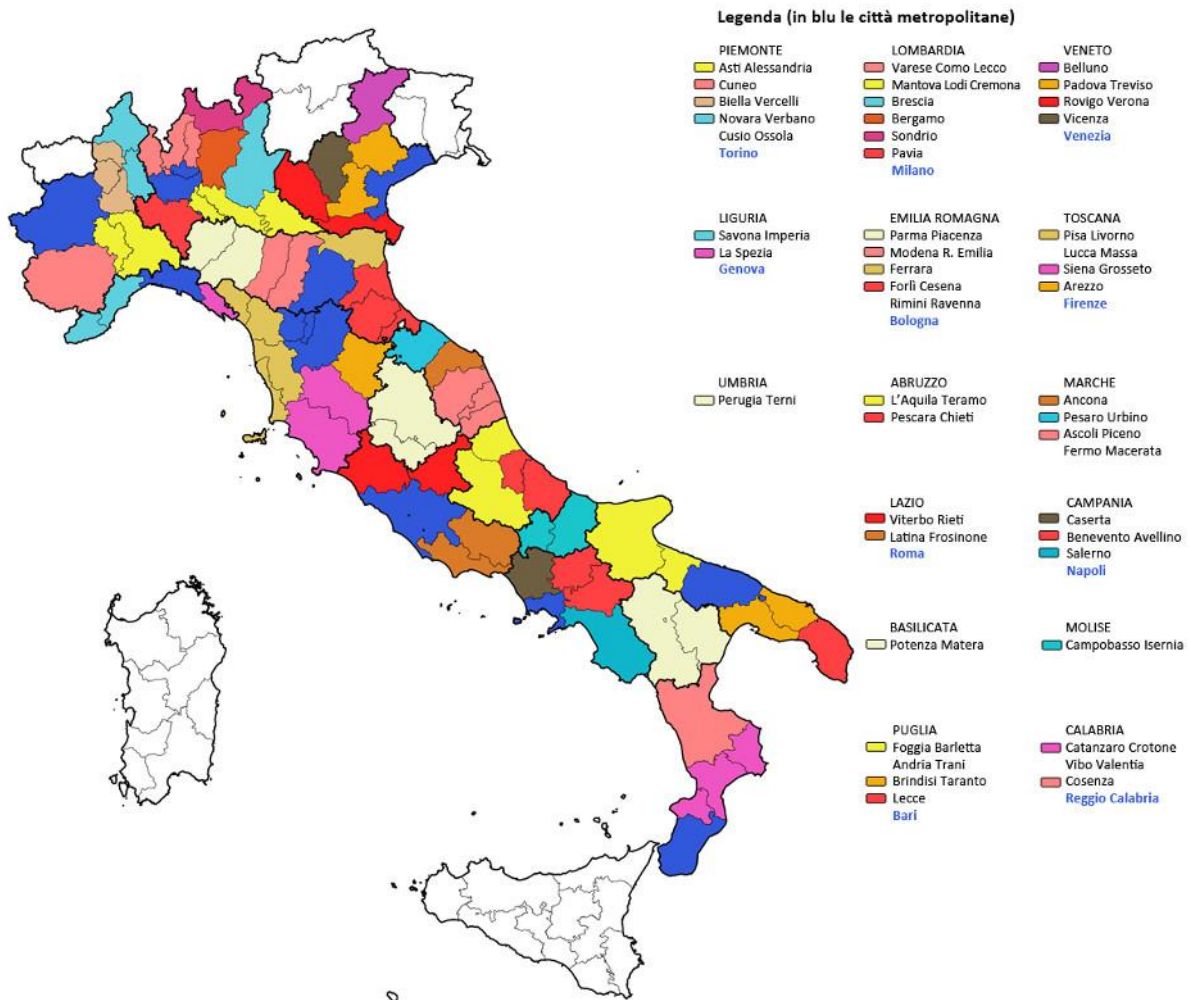 Legenda (in blu le città metropolitane)
PIEMONTE
Asti Alessandria
Cuneo
Biella Vercelli
Novara Verbano
Cusio Ossola
Torino
LOMBARDIA
Varese Como Lecco
Mantova Lodi Cremona
Brescia
Bergamo
Sondrio
Pavia
Milano
VENETO
Belluno
Padova Treviso
Rovigo Verona
Vicenza
Venezia
LIGURIA
Savona Imperia
La Spezia
Genova
EMILIA ROMAGNA
Parma Piacenza
Modena R. Emilia
Ferrara
Forlì Cesena
Rimini Ravenna
Bologna
TOSCANA
Pisa Livorno
Lucca Massa
Siena Grosseto
Arezzo
Firenze
UMBRIA
Perugia Terni
ABRUZZO
L'Aquila Teramo
Pescara Chieti
MARCHE
Ancona
Pesaro Urbino
Ascoli Piceno
Fermo Macerata
LAZIO
Viterbo Rieti
Latina Frosinone
Roma
CAMPANIA
Caserta
Benevento Avellino
Salerno
Napoli
BASILICATA
Potenza Matera
MOLISE
Campobasso Isernia
PUGLIA
Foggia Barletta
Andria Trani
Brindisi Taranto
Lecce
Bari
CALABRIA
Catanzaro Crotone
Vibo Valentia
Cosenza
Reggio Calabria